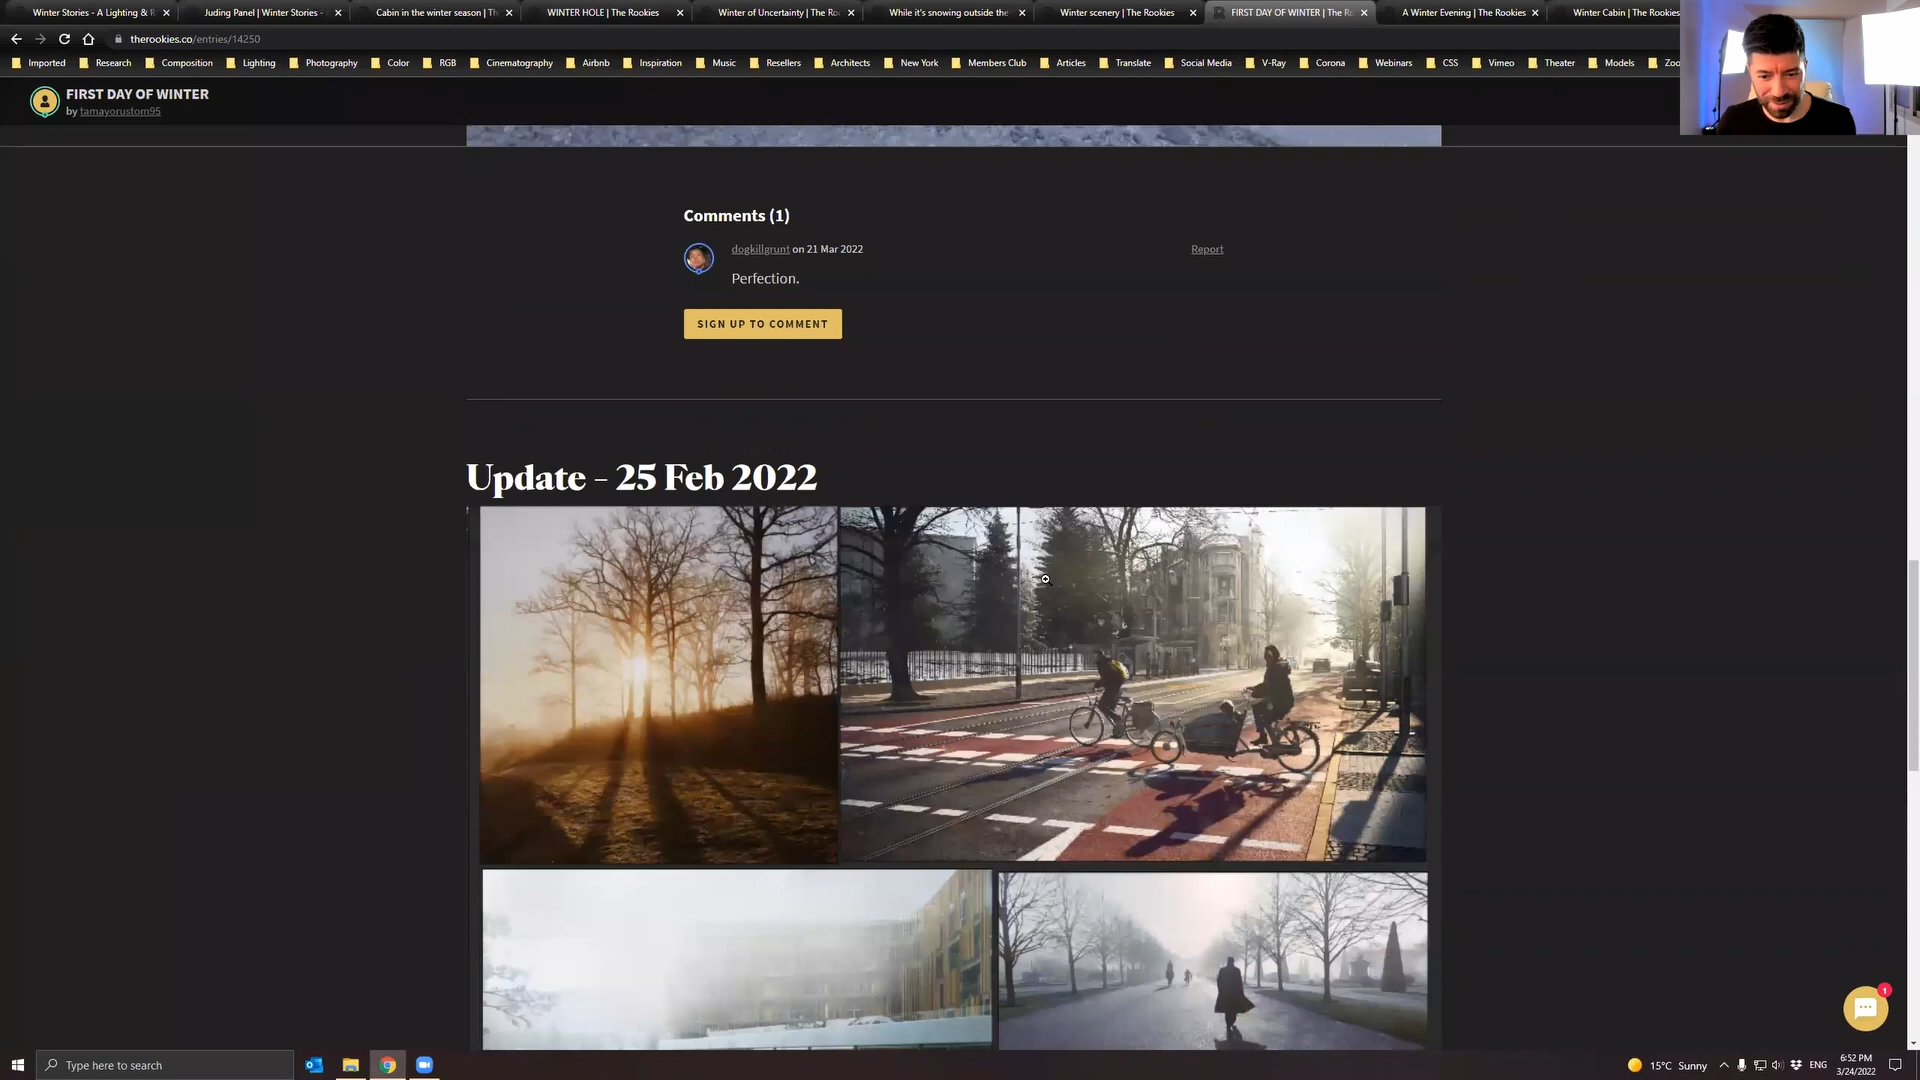 Winter Stories - A Lighting & R
Juding Panel | Winter Stories -
Cabin in the winter season | Th
WINTER HOLE | The Rookies
Winter of Uncertainty | The Roo
While it's snowing outside the
Winter scenery | The Rookies
FIRST DAY OF WINTER | The R
A Winter Evening | The Rookies
Winter Cabin | The Rookies
therookies.co/entries/14250
Imported Research Composition Lighting Photography Color RGB Cinematography Airbnb Inspiration Music Resellers Architects New York Members Club Articles Translate Social Media V-Ray Corona Webinars CSS Vimeo Theater Models Zoo
FIRST DAY OF WINTER
by tamayorustom95
Comments (1)
dogkillgrunt on 21 Mar 2022
Report
Perfection.
SIGN UP TO COMMENT
Update – 25 Feb 2022
1
Type here to search
15°C Sunny
ENG
6:52 PM
3/24/2022